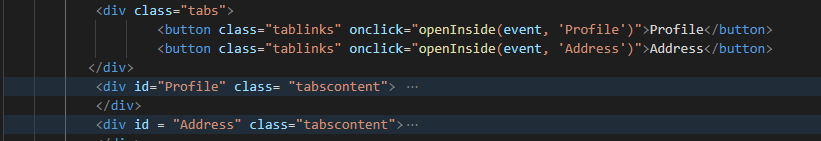 <div class="tabs">
<button class="tablinks" onclick="openInside(event, 'Profile')">Profile</button>
<button class="tablinks" onclick="openInside(event, 'Address')">Address</button>
</div>
<div id="Profile" class= "tabscontent"> ⋯
</div>
<div id = "Address" class="tabscontent">⋯